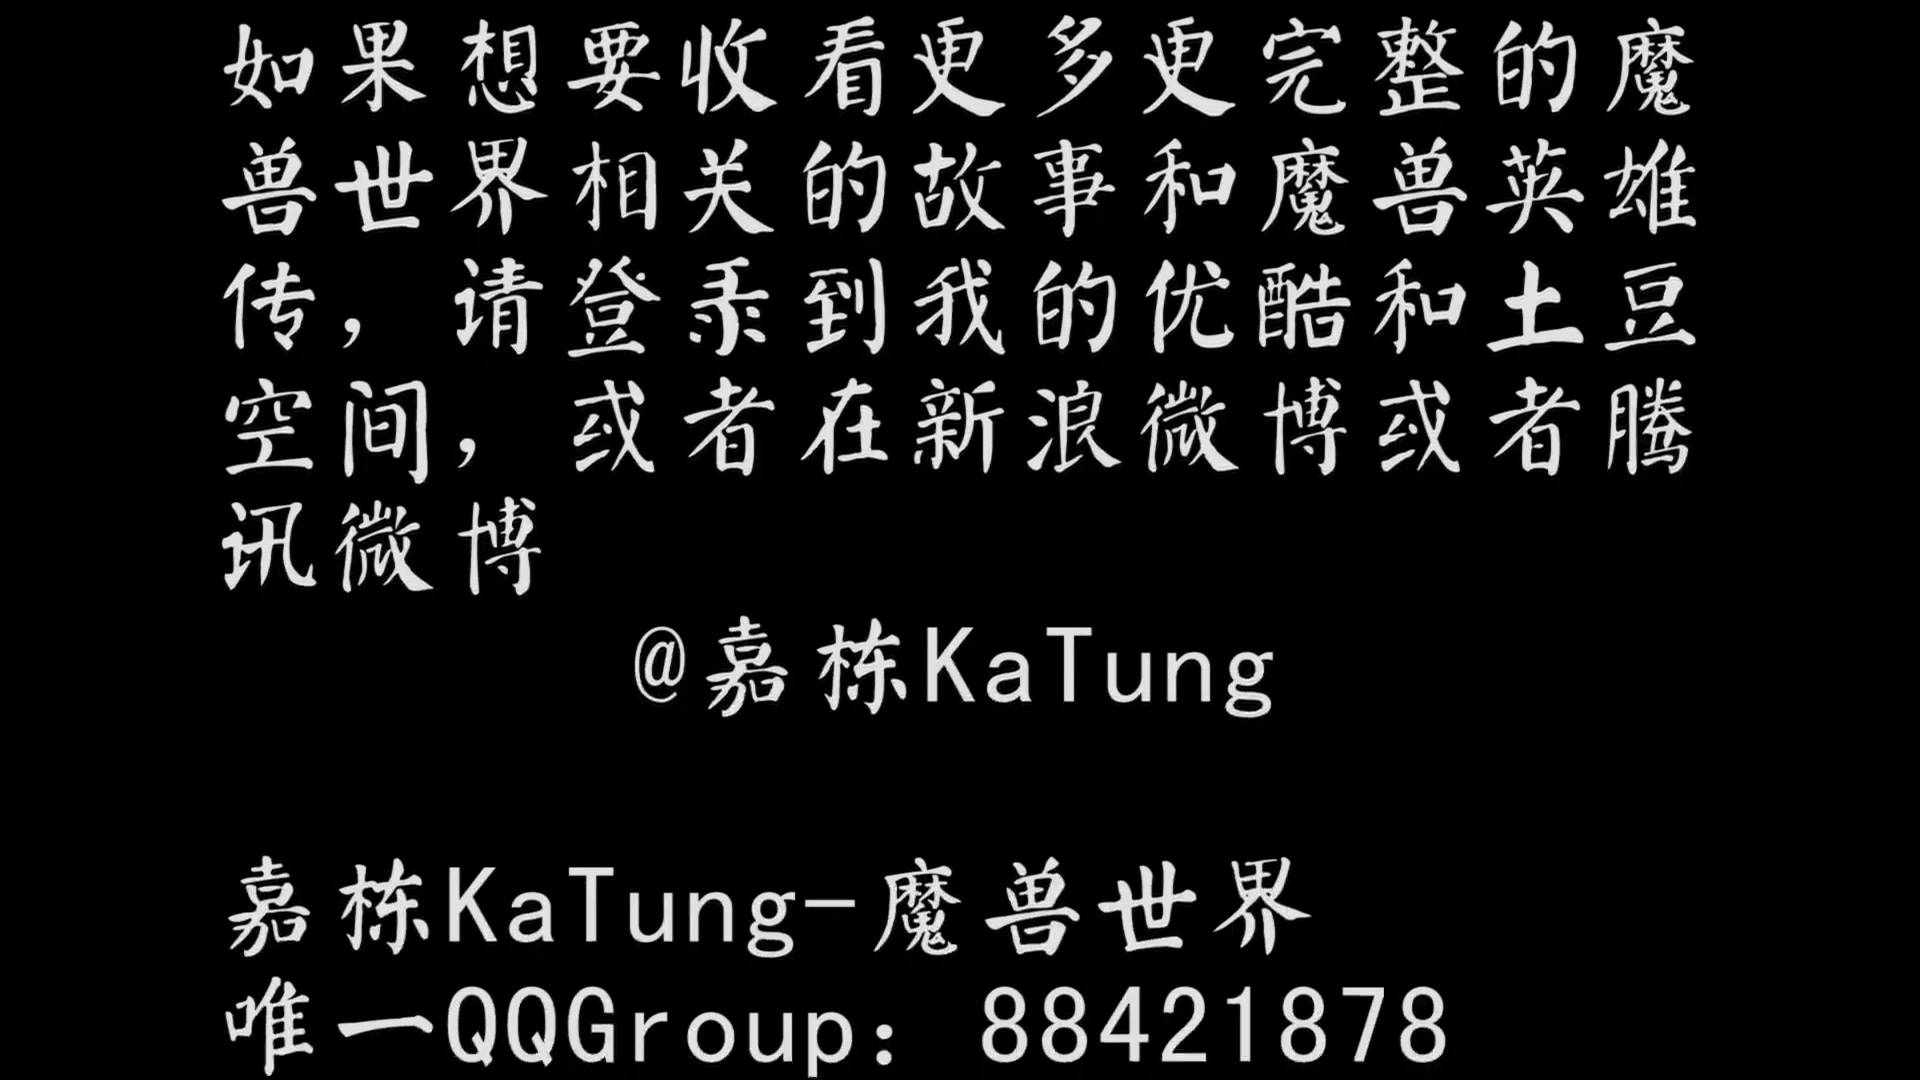 如果想要收看更多更完整的魔
兽世界相关的故事和魔兽英雄
传，请登录到我的优酷和土豆
空间，或者在新浪微博或者腾
讯微博
@嘉栋KaTung
嘉栋KaTung-魔兽世界
唯一QQGroup：88421878